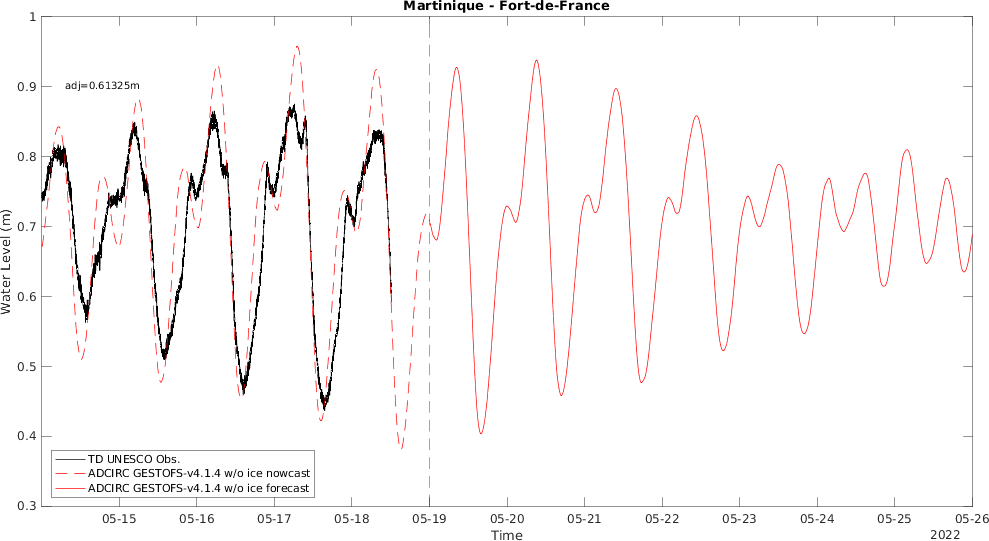 Martinique - Fort-de-France
1
0.9
0.8
0.7
0.6
0.5
0.4
0.3
Water Level (m)
adj=0.61325m
TD UNESCO Obs.
ADCIRC GESTOFS-v4.1.4 w/o ice nowcast
ADCIRC GESTOFS-v4.1.4 w/o ice forecast
05-15 05-16 05-17 05-18 05-19 05-20 05-21 05-22 05-23 05-24 05-25 05-26
Time
2022